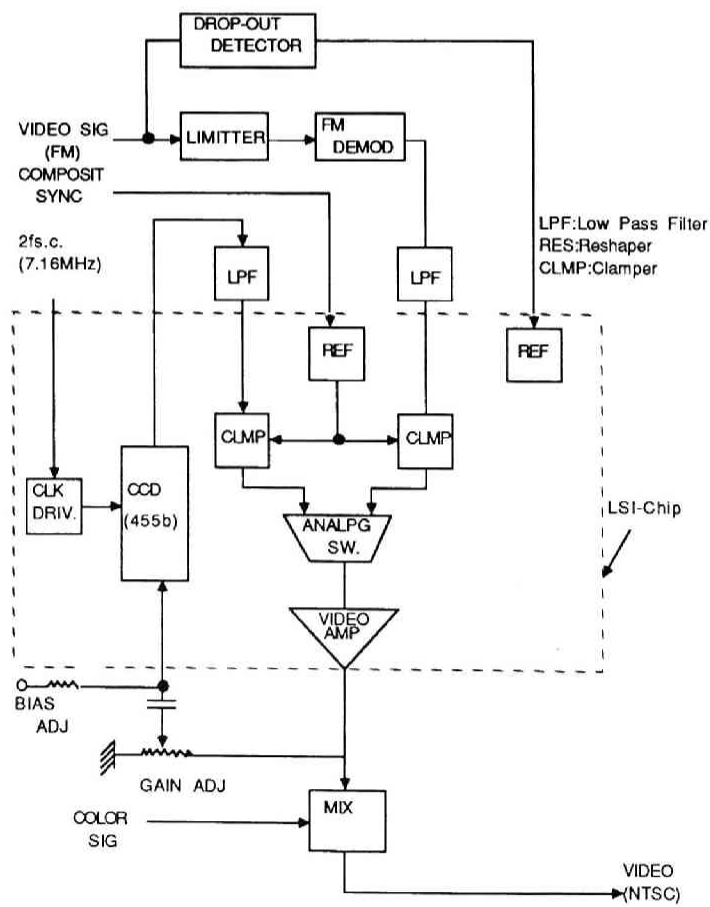 DROP-OUT
DETECTOR
VIDEO SIG
(FM)
LIMITTER
FM
DEMOD
COMPOSIT
SYNC
2fs.c.
(7.16MHz)
LPF
LPF
LPF:Low Pass Filter
RES:Reshaper
CLMP:Clamper
REF
REF
CLMP
CLMP
CLK
DRIV.
CCD
(455b)
ANALPG
SW.
LSI-Chip
VIDEO
AMP
BIAS
ADJ
GAIN ADJ
MIX
COLOR
SIG
VIDEO
(NTSC)